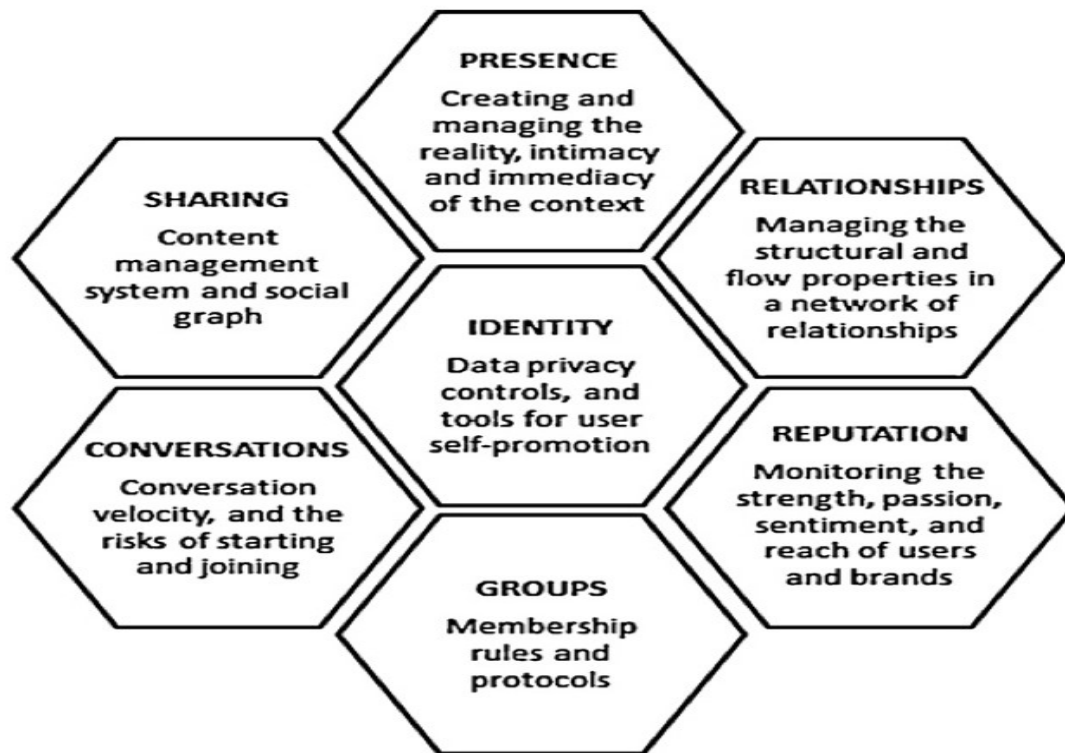 PRESENCE
Creating and
managing the
reality, intimacy
and immediacy
of the context
SHARING
Content
management
system and social
graph
RELATIONSHIPS
Managing the
structural and
flow properties in
a network of
relationships
IDENTITY
Data privacy
controls, and
tools for user
self-promotion
CONVERSATIONS
Conversation
velocity, and the
risks of starting
and joining
REPUTATION
Monitoring the
strength, passion,
sentiment, and
reach of users
and brands
GROUPS
Membership
rules and
protocols